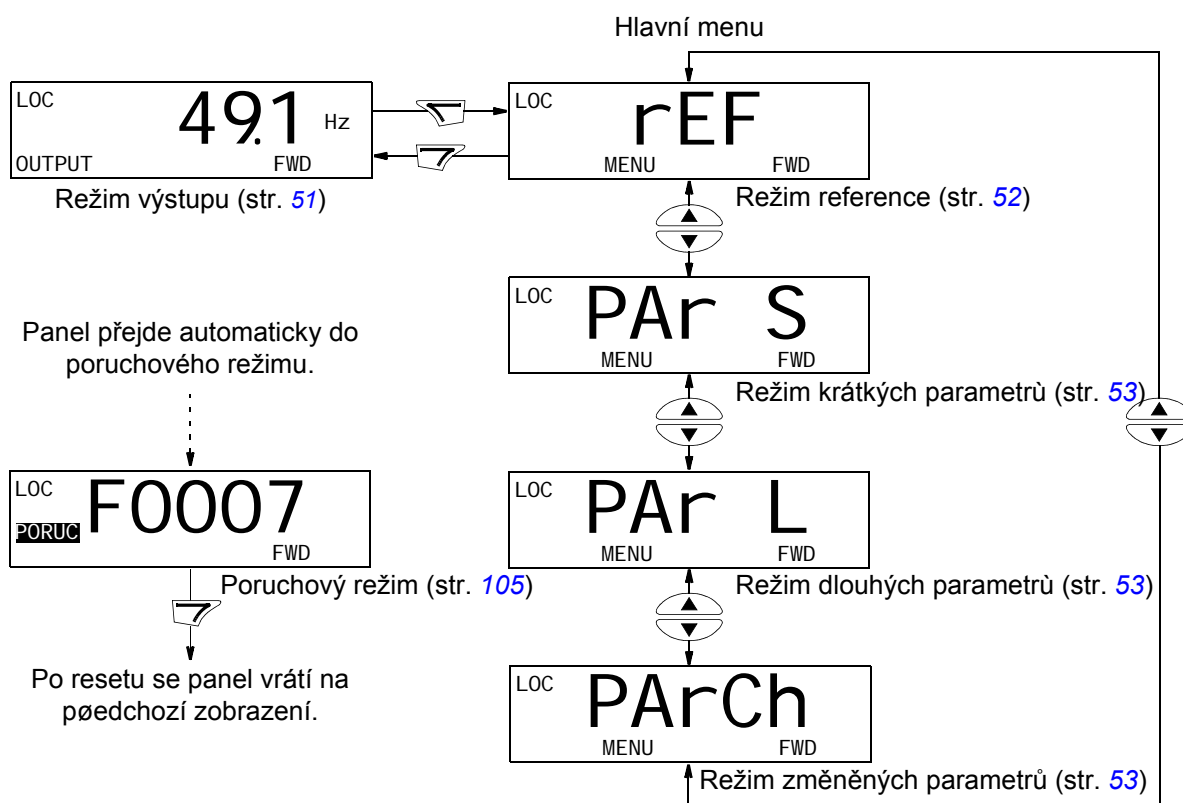 Hlavní menu
LOC 49.1 Hz
OUTPUT FWD
Režim výstupu (str. 51)
LOC rEF
MENU FWD
Režim reference (str. 52)
LOC PAr S
MENU FWD
Režim krátkých parametrù (str. 53)
Panel přejde automaticky do
poruchového režimu.
LOC F0007
PORUC
FWD
Poruchový režim (str. 105)
Po resetu se panel vrátí na
pøedchozí zobrazení.
LOC PAr L
MENU FWD
Režim dlouhých parametrù (str. 53)
LOC PArCh
MENU FWD
Režim změněných parametrů (str. 53)